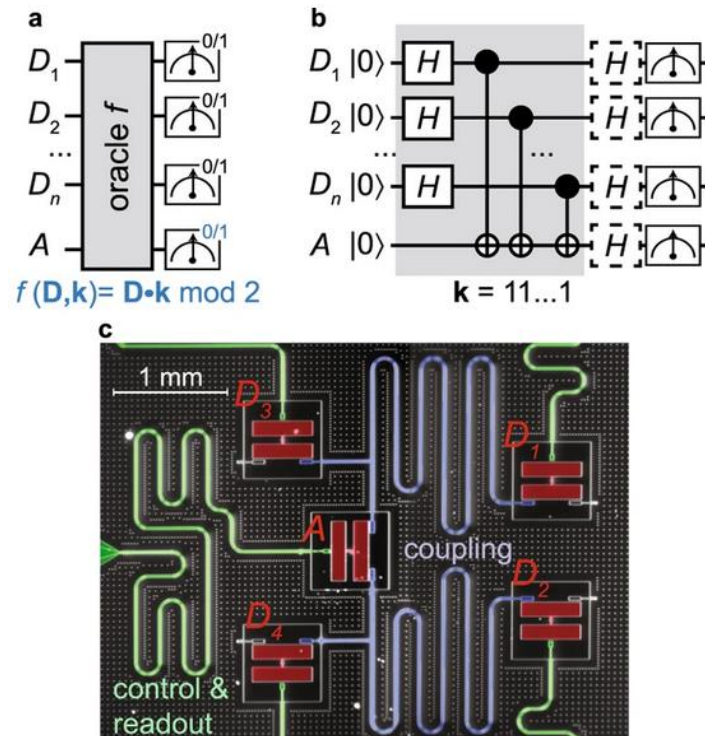 a
D₁
0/1
D₂
0/1
...
Dₙ
0/1
A
0/1
oracle f
f (D,k)= D•k mod 2
b
D₁ |0⟩ H H
D₂ |0⟩ H H
... ...
Dₙ |0⟩ H H
A |0⟩ H
k = 11...1
c
1 mm
D₃
D₁
A
coupling
D₂
D₄
control &
readout